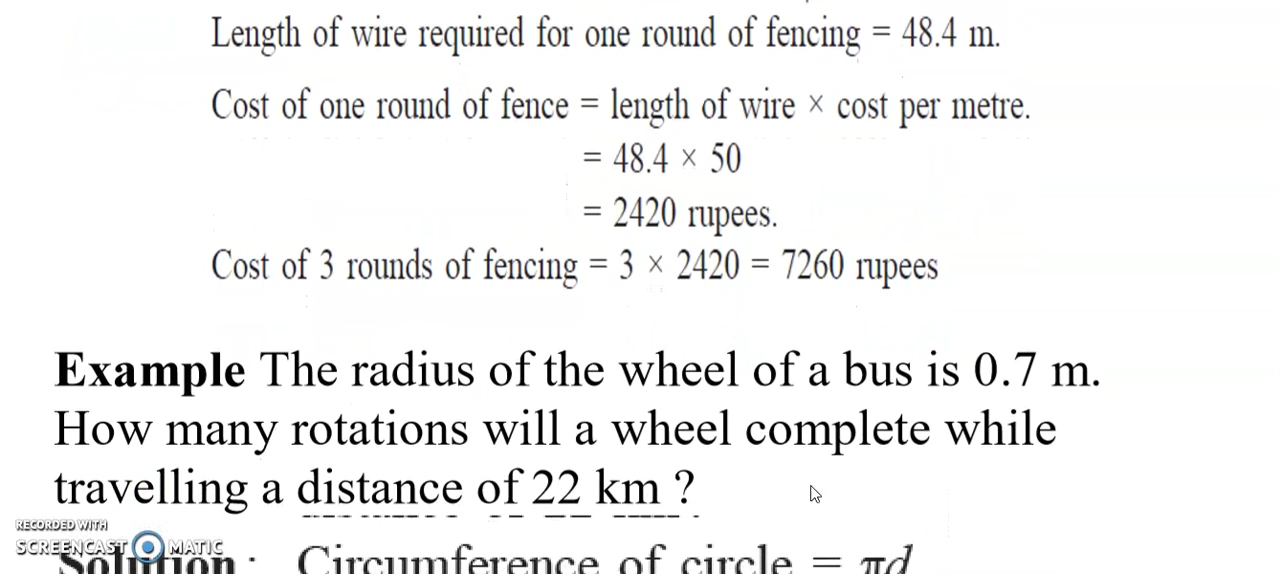 Length of wire required for one round of fencing = 48.4 m.
Cost of one round of fence = length of wire × cost per metre.
= 48.4 × 50
= 2420 rupees.
Cost of 3 rounds of fencing = 3 × 2420 = 7260 rupees
Example The radius of the wheel of a bus is 0.7 m.
How many rotations will a wheel complete while
travelling a distance of 22 km ?
RECORDED WITH
SCREENCAST MATIC
Solution : Circumference of circle = πd